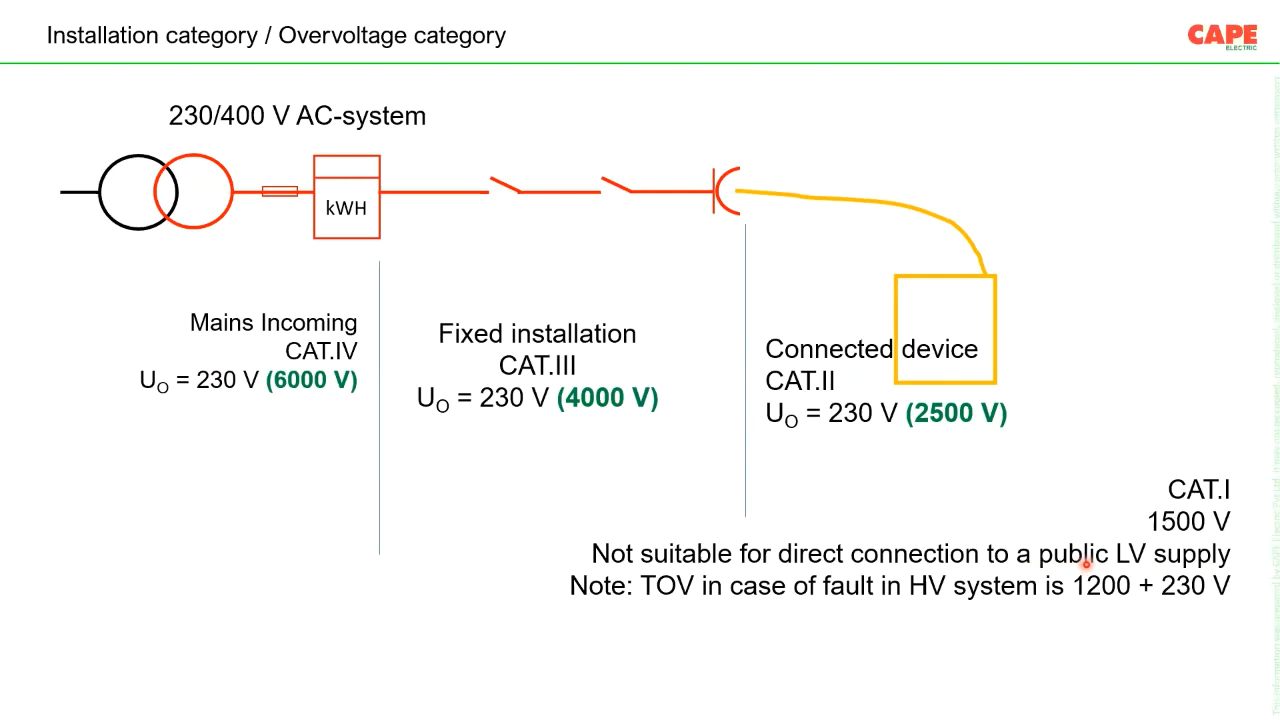 Installation category / Overvoltage category
CAPE
ELECTRIC
230/400 V AC-system
kWH
Mains Incoming
CAT.IV
UO = 230 V (6000 V)
Fixed installation
CAT.III
UO = 230 V (4000 V)
Connected device
CAT.II
UO = 230 V (2500 V)
CAT.I
1500 V
Not suitable for direct connection to a public LV supply
Note: TOV in case of fault in HV system is 1200 + 230 V